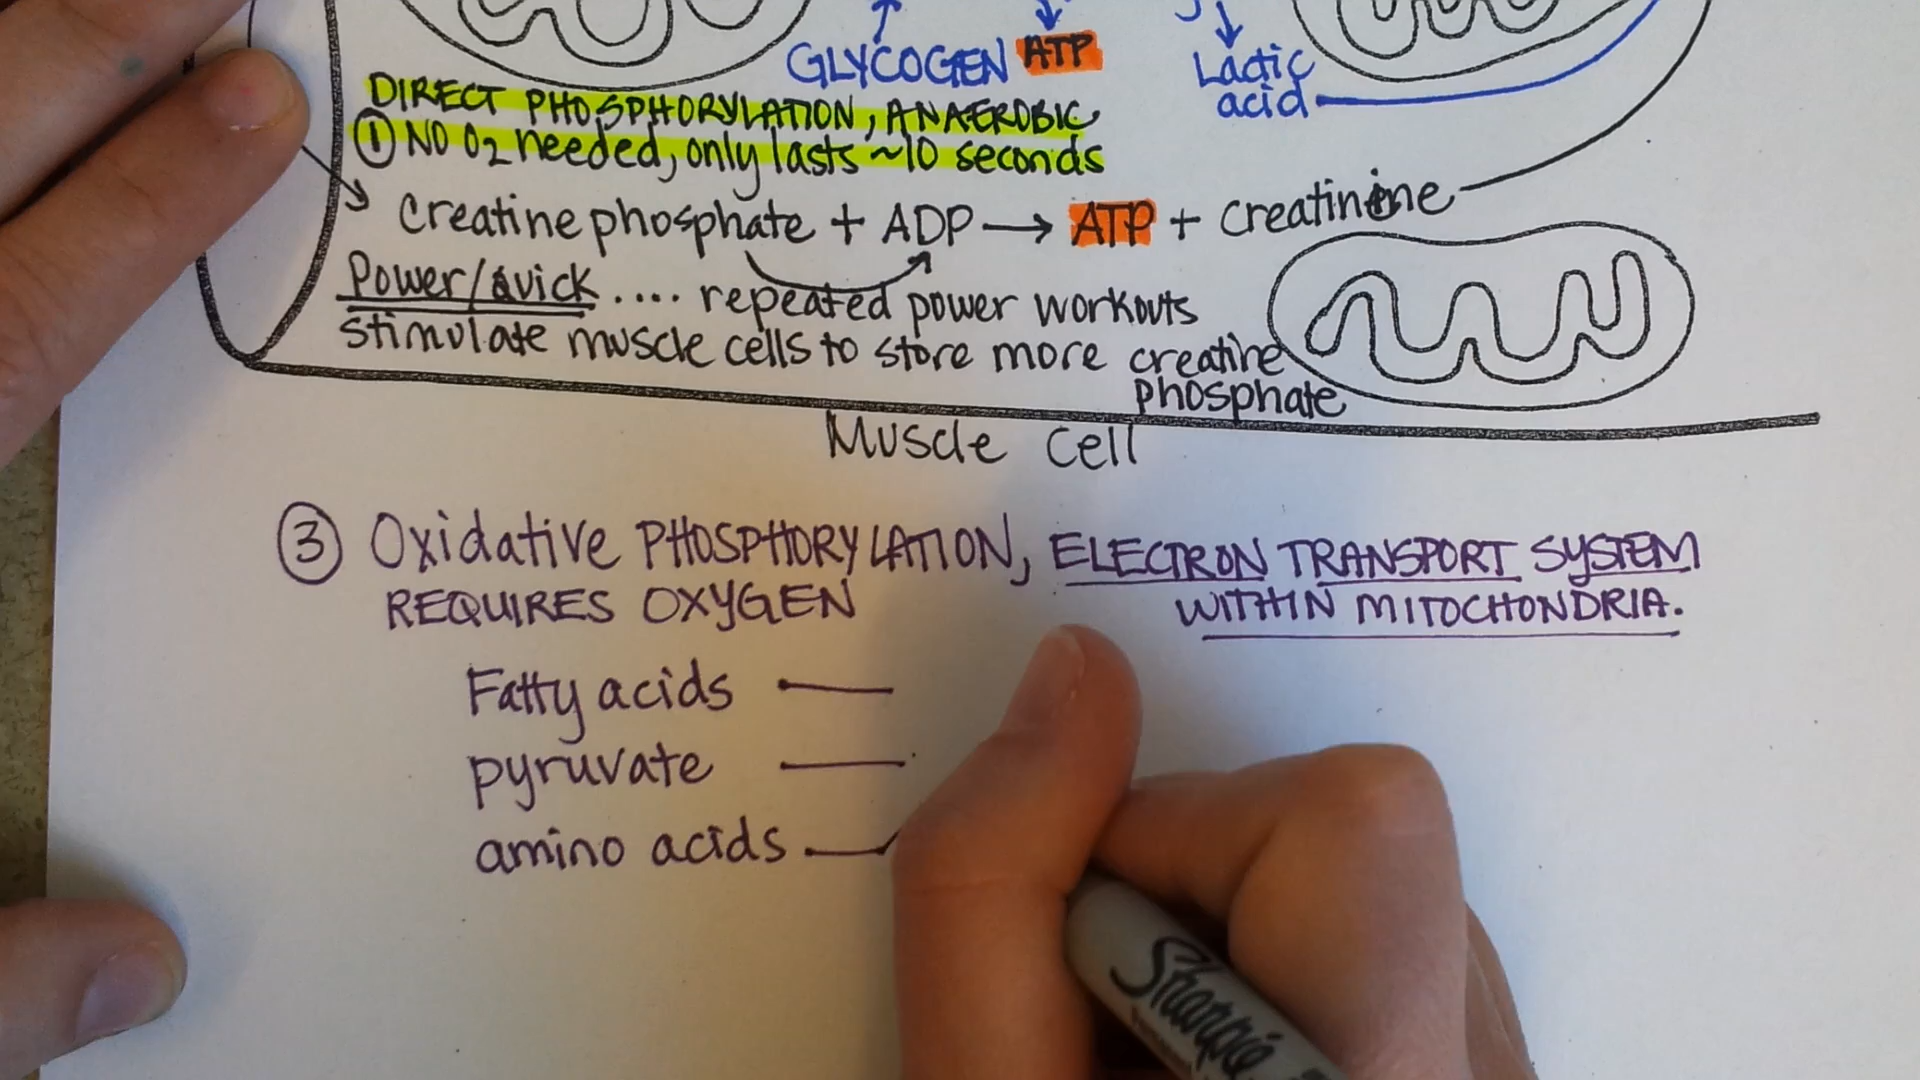 GLYCOGEN ATP
Lactic
acid
DIRECT PHOSPHORYLATION, ANAEROBIC
① NO O2 needed, only lasts ~10 seconds
Creatine phosphate + ADP → ATP + creatinine
Power/Quick .... repeated power workouts
stimulate muscle cells to store more creatine
phosphate
Muscle Cell
③ Oxidative PHOSPHORYLATION, ELECTRON TRANSPORT SYSTEM
REQUIRES OXYGEN WITHIN MITOCHONDRIA.
Fatty acids
pyruvate
amino acids
Sharpie